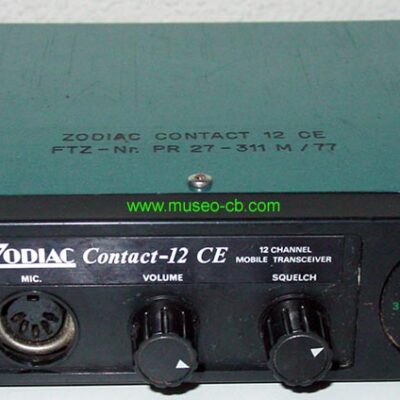 ZODIAC CONTACT 12 CE
FTZ-Nr. PR 27-311 M/77
www.museo-cb.com
ZODIAC Contact-12 CE
12 CHANNEL
MOBILE TRANSCEIVER
MIC.
VOLUME
SQUELCH
3